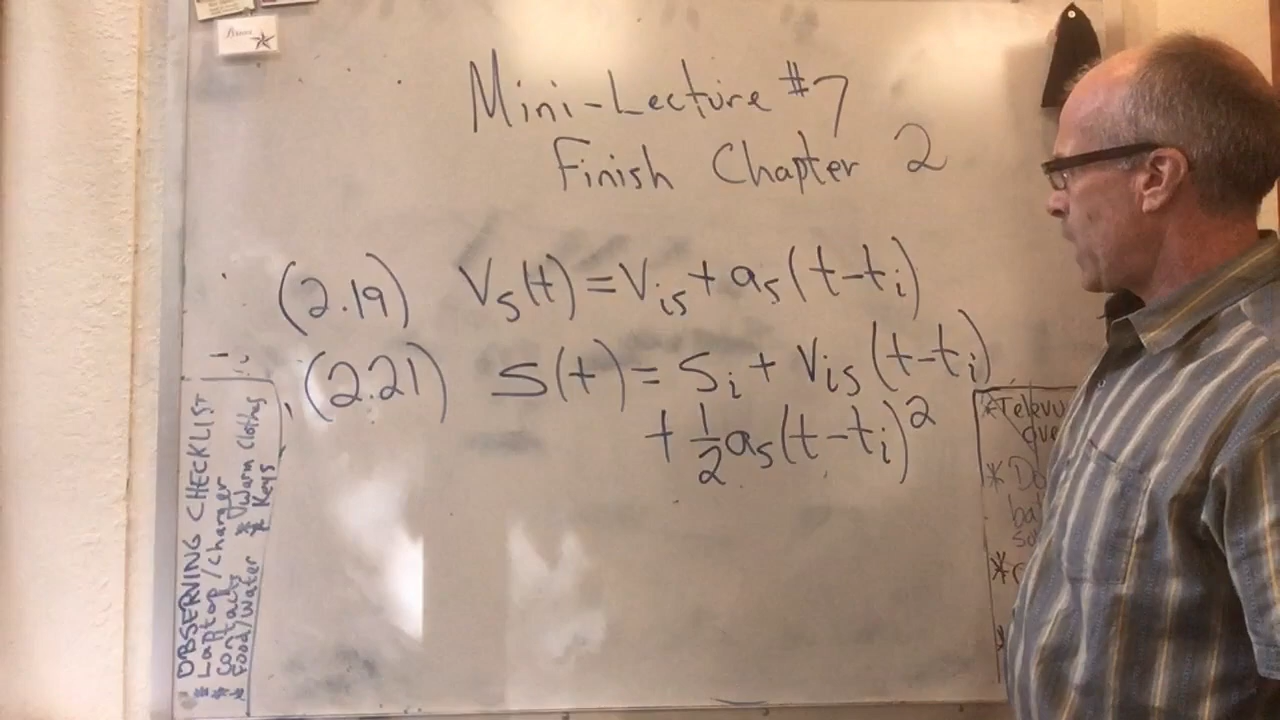 Mini-Lecture #7
Finish Chapter 2
(2.19) Vs(t) = Vis + as(t-ti)
(2.21) S(t) = Si + Vis(t-ti)
+ 1/2 as(t-ti)2
OBSERVING CHECKLIST
* Laptop/Charger
* Contacts
* Food/Water
* Warm Clothes
* Keys